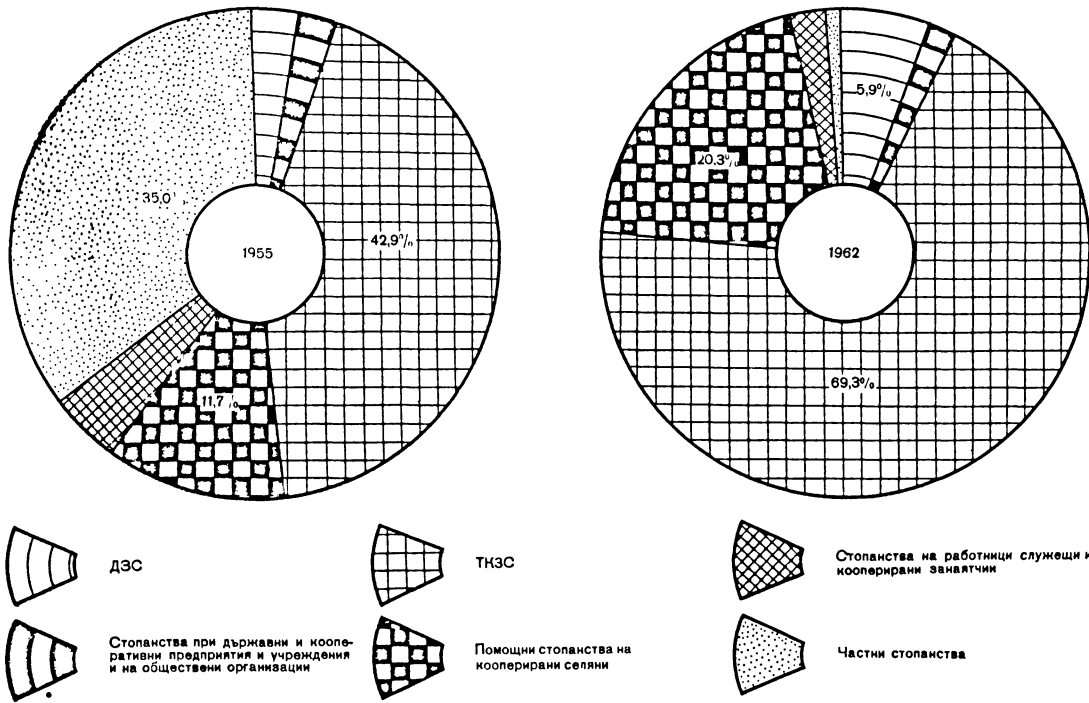 35,0
1955
42,9%
11,7%
5,9%
20,3%
1962
69,3%
ДЗС
ТКЗС
Стопанства на работници служещи и
кооперирани занаятчии
Стопанства при държавни и коопе-
ративни предприятия и учреждения
и на обществени организации
Помощни стопанства на
кооперирани селяни
Частни стопанства